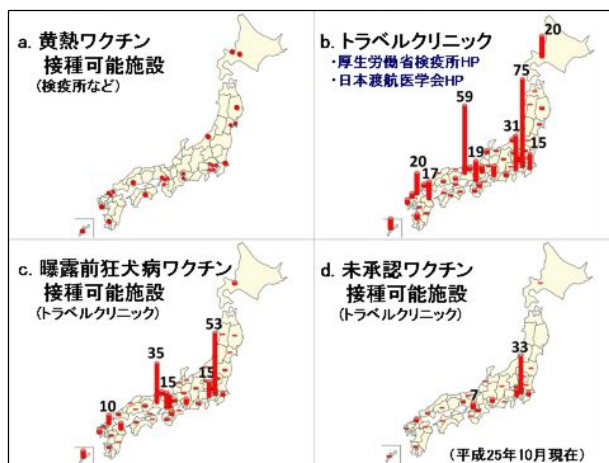 a. 黄熱ワクチン
接種可能施設
(検疫所など)
b. トラベルクリニック
・厚生労働省検疫所HP
・日本渡航医学会HP
20
75
59
31
15
19
20
17
c. 曝露前狂犬病ワクチン
接種可能施設
(トラベルクリニック)
53
35
15
15
10
d. 未承認ワクチン
接種可能施設
(トラベルクリニック)
33
7
(平成25年10月現在)